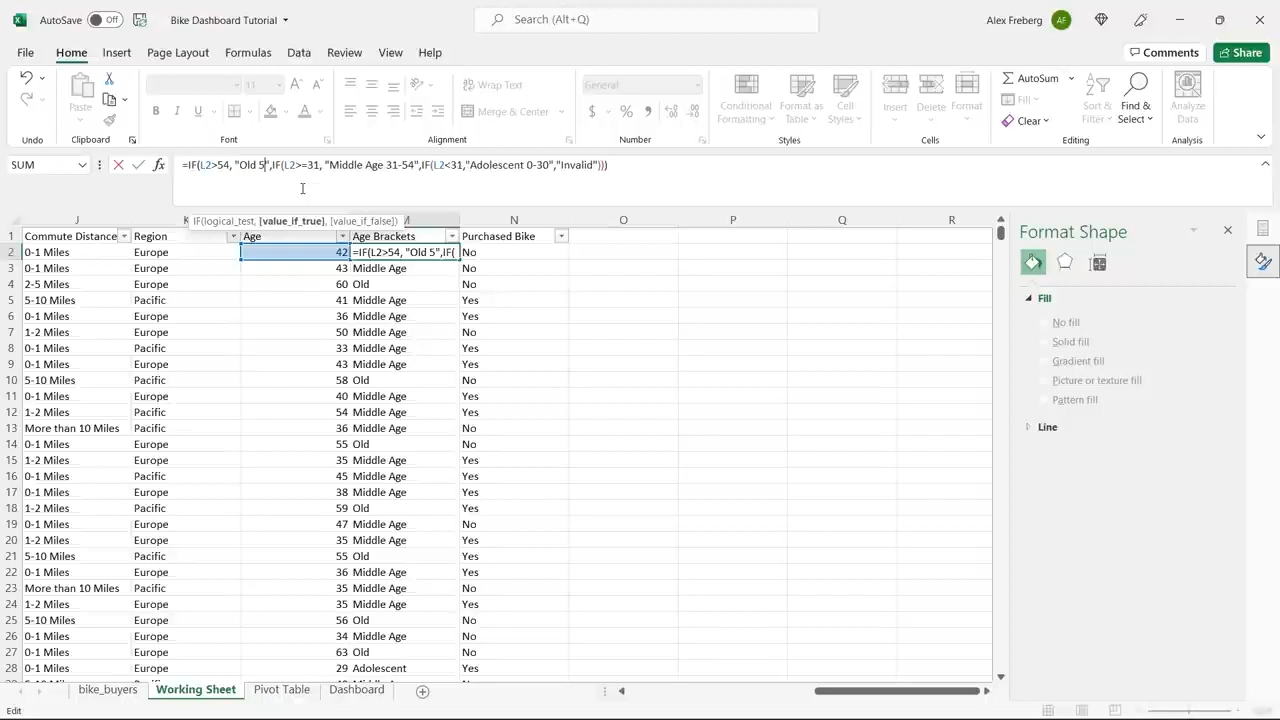 AutoSave Off Bike Dashboard Tutorial Search (Alt+Q) Alex Freberg AF
File Home Insert Page Layout Formulas Data Review View Help Comments Share
Undo
Paste
Clipboard
11
B I U A
Font
Wrap Text
Merge & Center
Alignment
General
$ %
Number
Conditional Formatting
Format as Table
Cell Styles
Styles
Insert Delete Format
Cells
AutoSum
Fill
Clear
Sort & Filter
Find & Select
Editing
Analyze Data
Analysis
SUM fx =IF(L2>54, "Old 5",IF(L2>=31, "Middle Age 31-54",IF(L2<31,"Adolescent 0-30","Invalid")))
IF(logical_test, [value_if_true], [value_if_false])
J K M N O P Q R
1 Commute Distance Region Age Age Brackets Purchased Bike
2 0-1 Miles Europe 42 =IF(L2>54, "Old 5",IF( No
3 0-1 Miles Europe 43 Middle Age No
4 2-5 Miles Europe 60 Old No
5 5-10 Miles Pacific 41 Middle Age Yes
6 0-1 Miles Europe 36 Middle Age Yes
7 1-2 Miles Europe 50 Middle Age No
8 0-1 Miles Pacific 33 Middle Age Yes
9 0-1 Miles Europe 43 Middle Age Yes
10 5-10 Miles Pacific 58 Old No
11 0-1 Miles Europe 40 Middle Age Yes
12 1-2 Miles Pacific 54 Middle Age Yes
13 More than 10 Miles Pacific 36 Middle Age No
14 0-1 Miles Europe 55 Old No
15 1-2 Miles Europe 35 Middle Age Yes
16 0-1 Miles Pacific 45 Middle Age Yes
17 0-1 Miles Europe 38 Middle Age Yes
18 1-2 Miles Europe 59 Old Yes
19 0-1 Miles Europe 47 Middle Age No
20 1-2 Miles Europe 35 Middle Age Yes
21 5-10 Miles Pacific 55 Old Yes
22 0-1 Miles Europe 36 Middle Age Yes
23 More than 10 Miles Pacific 35 Middle Age No
24 1-2 Miles Europe 35 Middle Age Yes
25 5-10 Miles Europe 56 Old No
26 0-1 Miles Europe 34 Middle Age No
27 0-1 Miles Europe 63 Old No
28 0-1 Miles Europe 29 Adolescent Yes
Format Shape
Fill
No fill
Solid fill
Gradient fill
Picture or texture fill
Pattern fill
Line
bike_buyers Working Sheet Pivot Table Dashboard
Edit